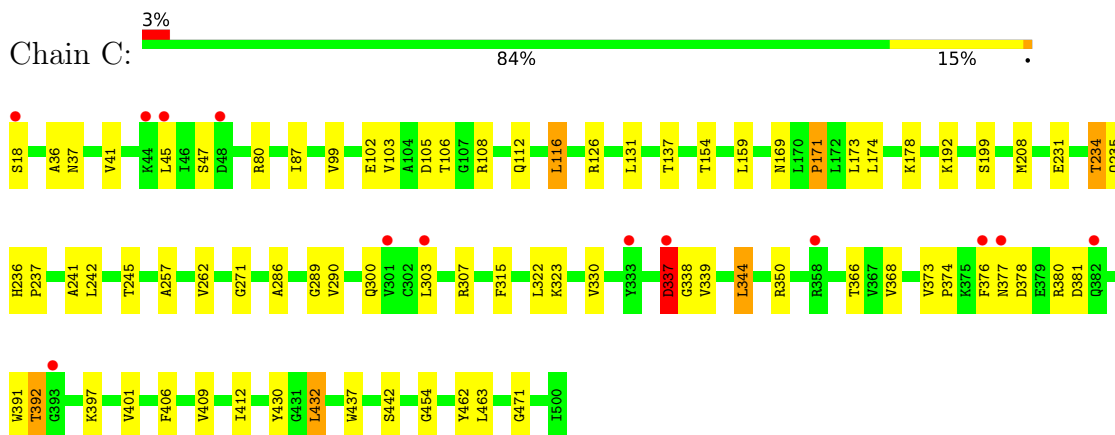 3%
Chain C:
84% 15% •
S18 A36 N37 V41 K44 L45 I46 S47 D48 R80 I87 V99 E102 V103 A104 D105 T106 G107 R108 Q112 L116 R126 L131 T137 T154 L159 N169 L170 P171 L172 L173 L174 K178 K192 S199 M208 E231 T234 Q235
H236 P237 A241 L242 T245 A257 V262 G271 A286 G289 V290 Q300 V301 C302 L303 R307 F315 L322 K323 V330 Y333 D337 G338 V339 L344 R350 R358 T366 V367 V368 V373 P374 K375 F376 N377 D378 E379 R380 D381 Q382
W391 T392 G393 K397 V401 F406 V409 I412 Y430 G431 L432 W437 S442 G454 Y462 L463 G471 I500